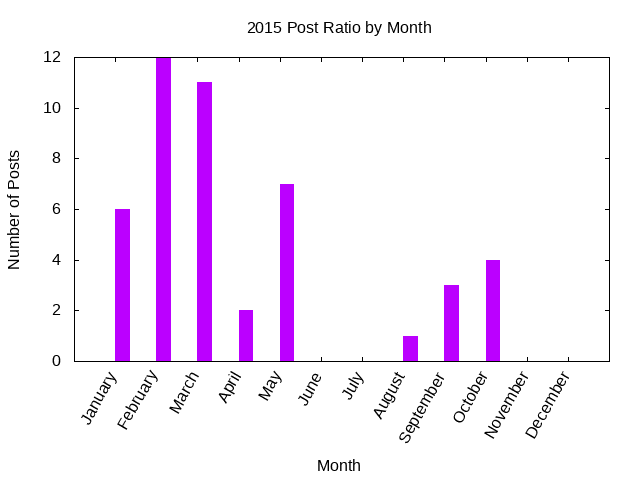 2015 Post Ratio by Month
Number of Posts
12
10
8
6
4
2
0
January
February
March
April
May
June
July
August
September
October
November
December
Month